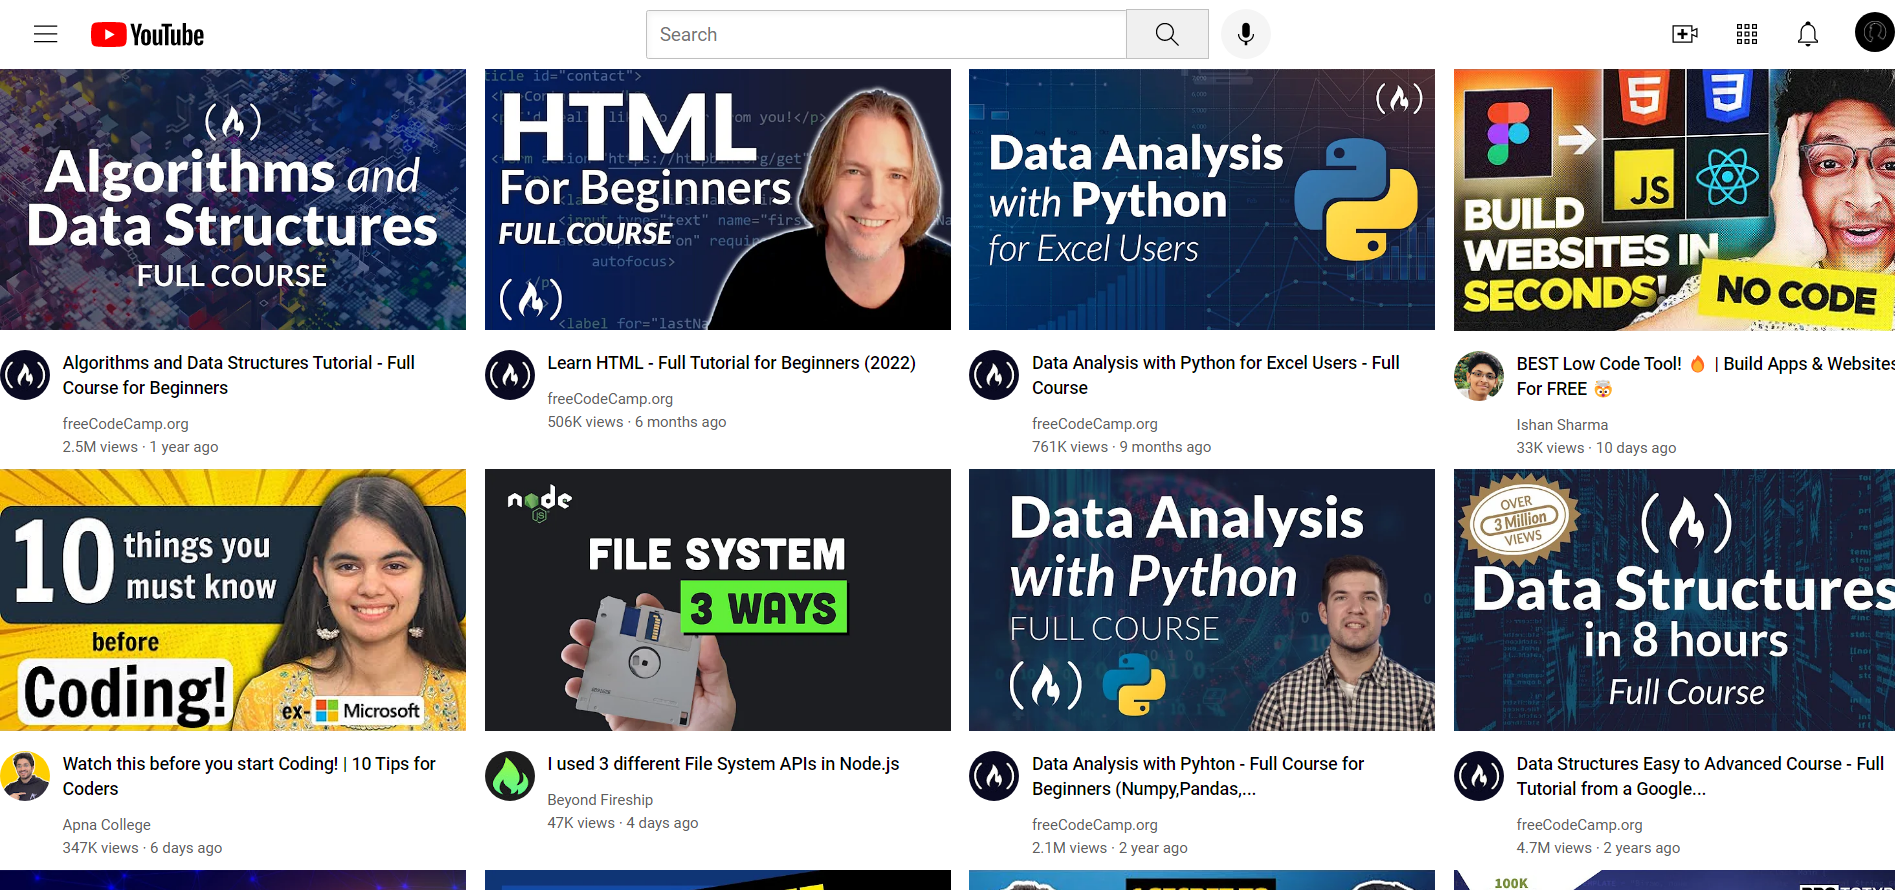 YouTube
Search
Algorithms and
Data Structures
FULL COURSE
HTML
For Beginners
FULL COURSE
Data Analysis
with Python
for Excel Users
5
3
JS
BUILD
WEBSITES IN
SECONDS!
NO CODE
Algorithms and Data Structures Tutorial - Full
Course for Beginners
freeCodeCamp.org
2.5M views · 1 year ago
Learn HTML - Full Tutorial for Beginners (2022)
freeCodeCamp.org
506K views · 6 months ago
Data Analysis with Python for Excel Users - Full
Course
freeCodeCamp.org
761K views · 9 months ago
BEST Low Code Tool! 🔥 | Build Apps & Websites
For FREE 🤯
Ishan Sharma
33K views · 10 days ago
10 things you
must know
before
Coding!
ex- Microsoft
node
JS
FILE SYSTEM
3 WAYS
Data Analysis
with Python
FULL COURSE
OVER
3 Million
VIEWS
Data Structures
in 8 hours
Full Course
Watch this before you start Coding! | 10 Tips for
Coders
Apna College
347K views · 6 days ago
I used 3 different File System APIs in Node.js
Beyond Fireship
47K views · 4 days ago
Data Analysis with Pyhton - Full Course for
Beginners (Numpy,Pandas,...
freeCodeCamp.org
2.1M views · 2 year ago
Data Structures Easy to Advanced Course - Full
Tutorial from a Google...
freeCodeCamp.org
4.7M views · 2 years ago
100K